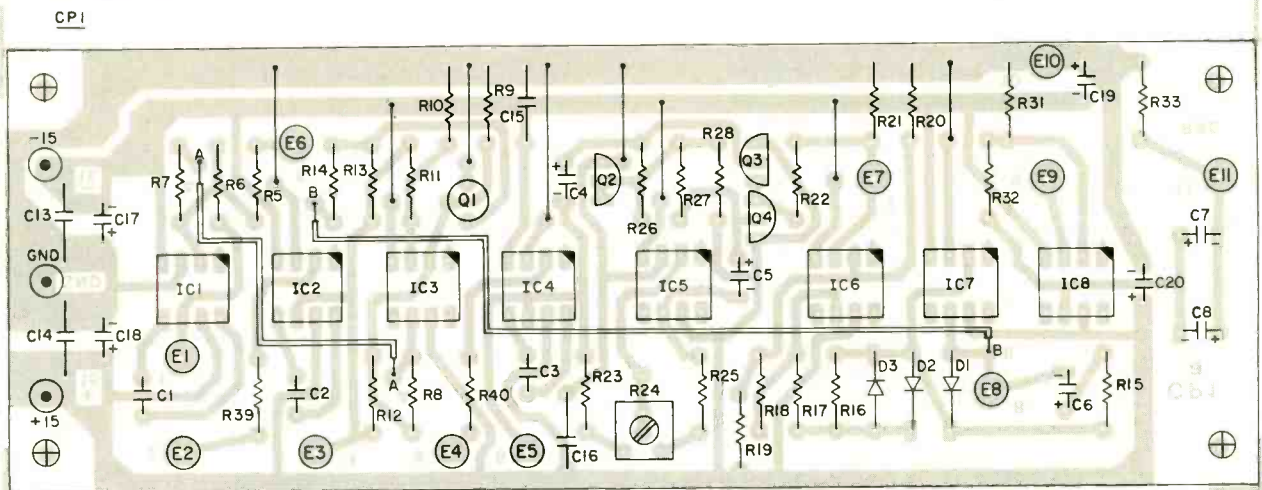 CP1
E10
R10
R9
C15
R21
R20
R31
C19
R33
-15
A
E6
R7
R6
R5
R14
R13
R11
B
Q1
C4
Q2
R26
R27
R28
Q3
Q4
R22
E7
R32
E9
E11
C13
C17
GND
C7
IC1
IC2
IC3
IC4
IC5
C5
IC6
IC7
IC8
C20
C14
C18
C8
E1
A
B
C1
R39
C2
R12
R8
R40
C3
R23
R24
R25
R18
R17
R16
D3
D2
D1
E8
C6
R15
+15
E2
E3
E4
E5
C16
R19